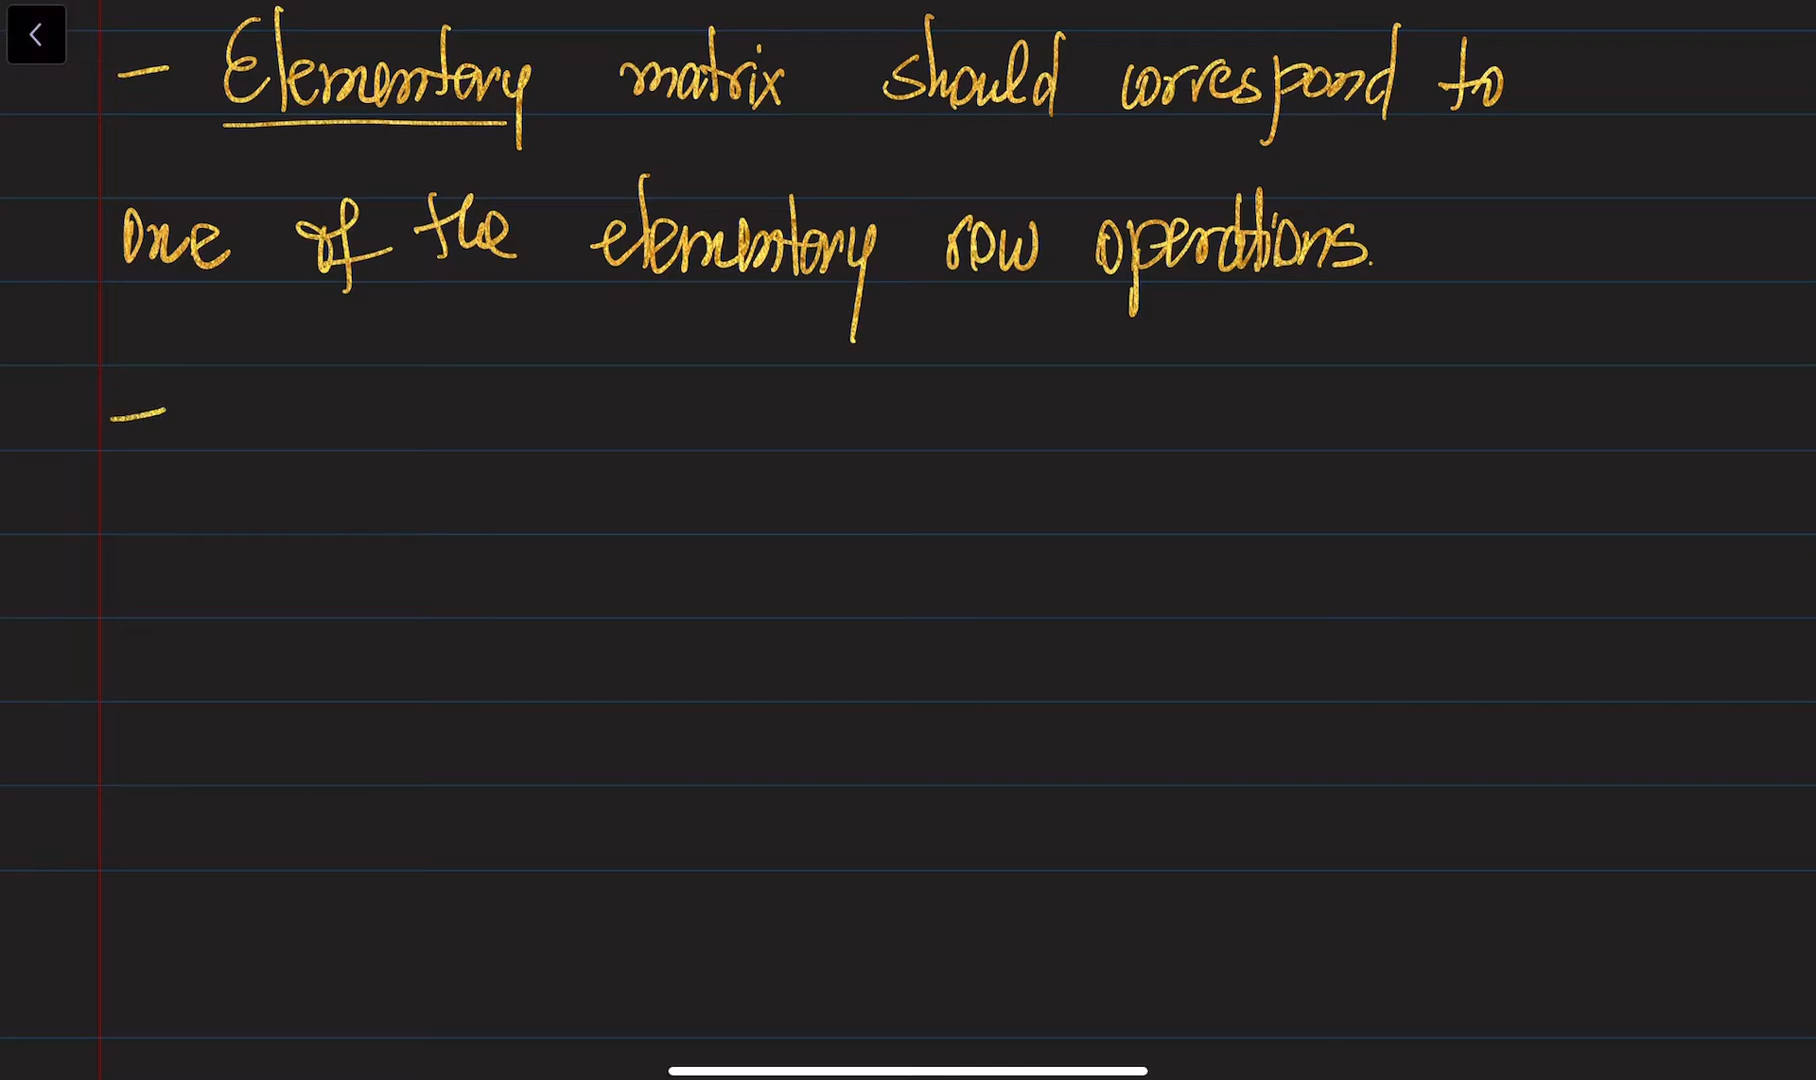 - Elementary matrix should correspond to
one of the elementary row operations.
-